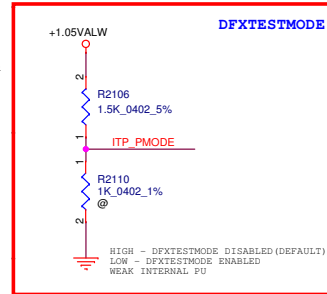 DFXTESTMODE
+1.05VALW
2
R2106
1.5K_0402_5%
1
ITP_PMODE
1
R2110
1K_0402_1%
@
2
HIGH - DFXTESTMODE DISABLED(DEFAULT)
LOW - DFXTESTMODE ENABLED
WEAK INTERNAL PU